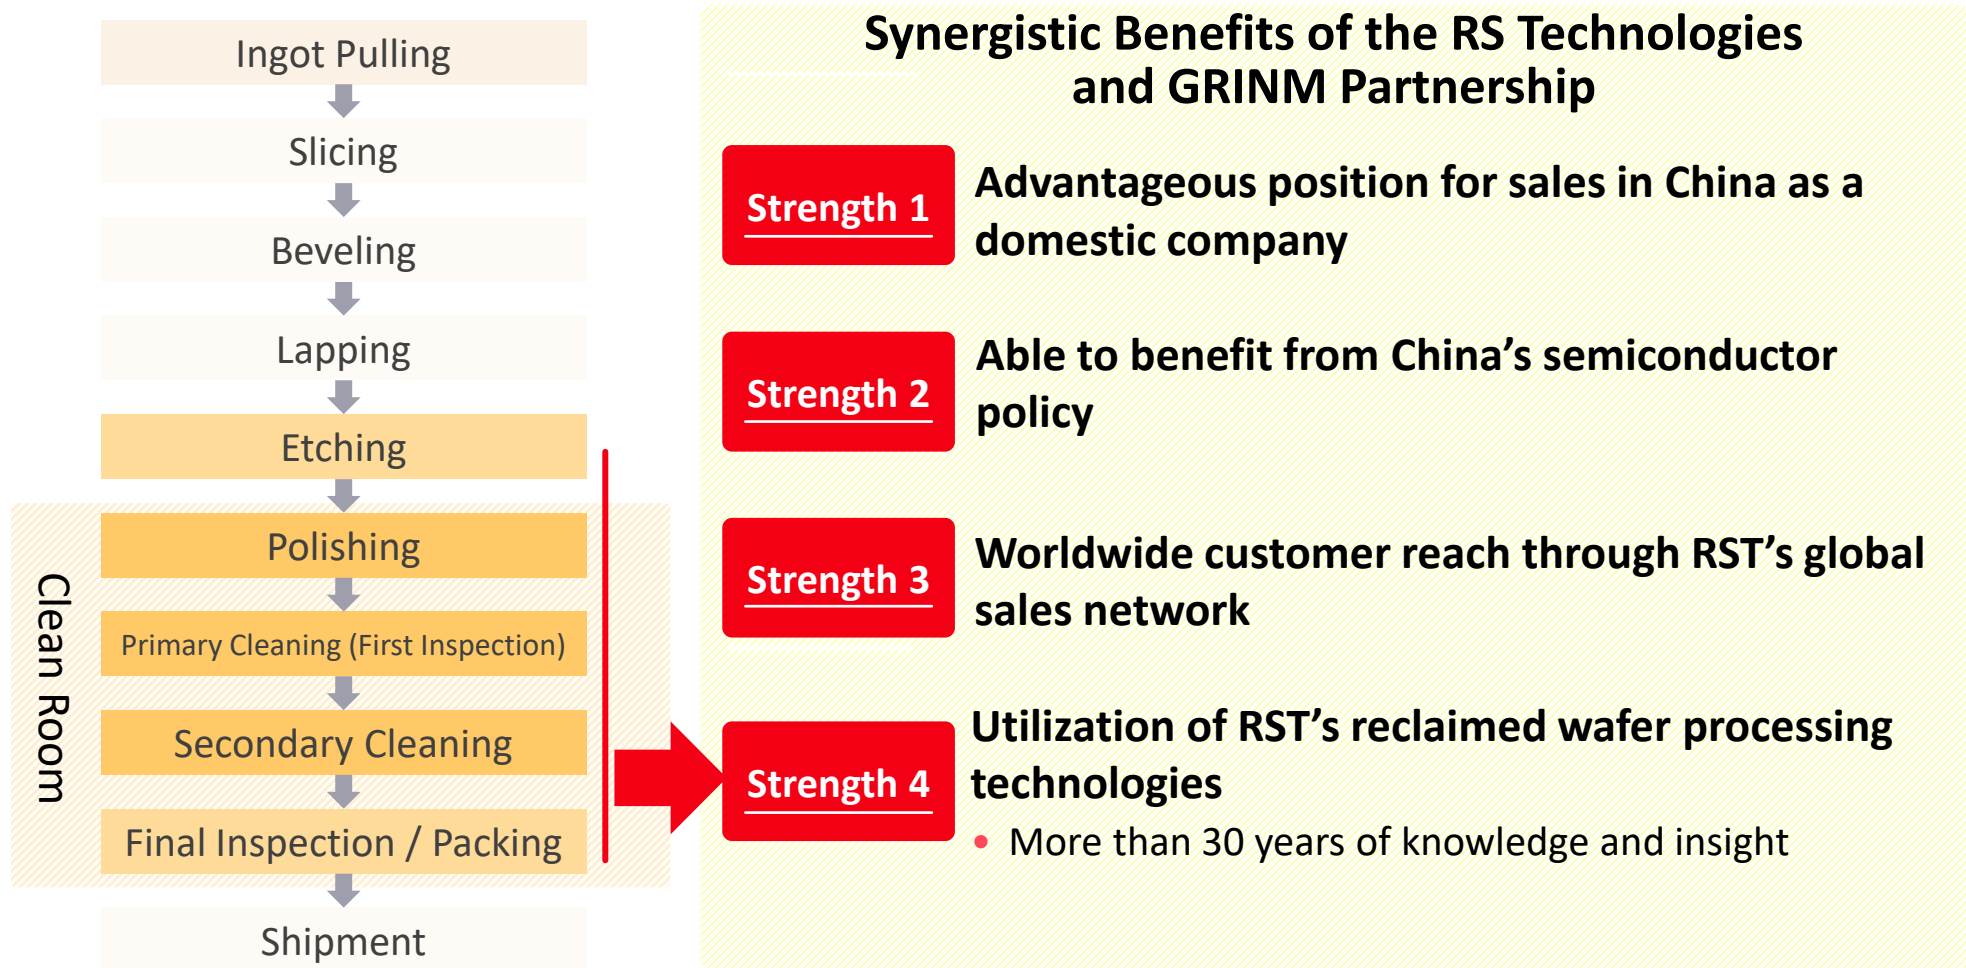 Ingot Pulling
Slicing
Beveling
Lapping
Etching
Polishing
Primary Cleaning (First Inspection)
Secondary Cleaning
Final Inspection / Packing
Shipment
Clean Room
Synergistic Benefits of the RS Technologies
and GRINM Partnership
Strength 1
Advantageous position for sales in China as a
domestic company
Strength 2
Able to benefit from China’s semiconductor
policy
Strength 3
Worldwide customer reach through RST’s global
sales network
Strength 4
Utilization of RST’s reclaimed wafer processing
technologies
• More than 30 years of knowledge and insight